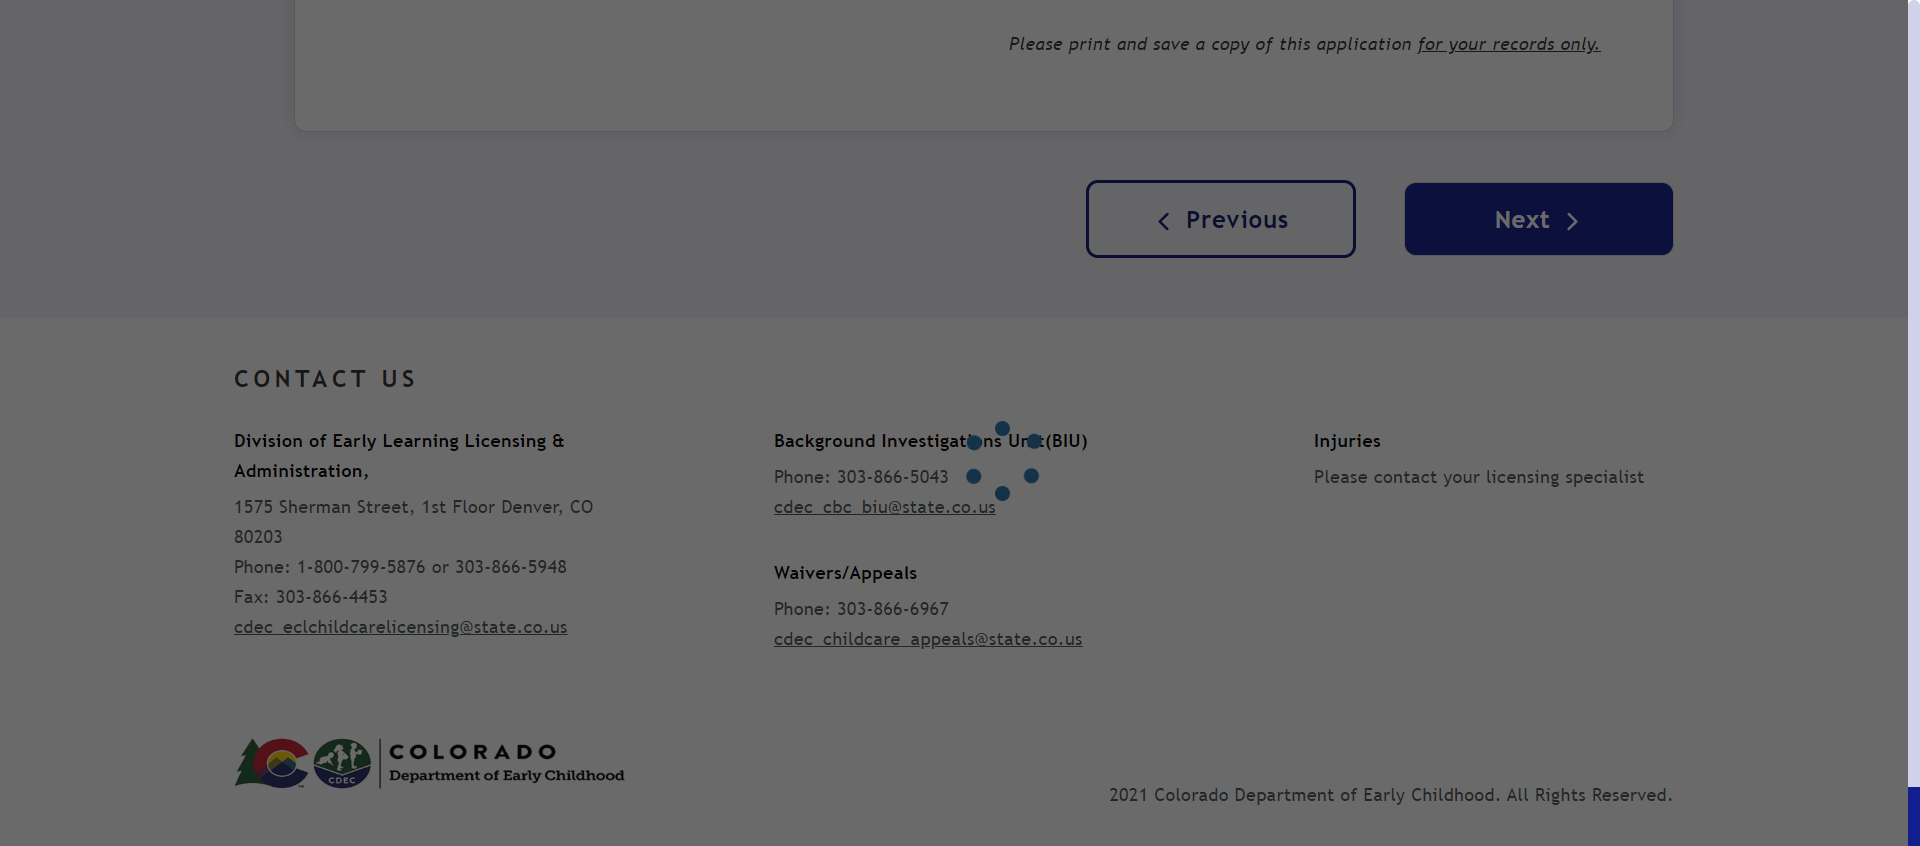 Please print and save a copy of this application for your records only.
Previous
Next
CONTACT US
Division of Early Learning Licensing &
Administration,
1575 Sherman Street, 1st Floor Denver, CO
80203
Phone: 1-800-799-5876 or 303-866-5948
Fax: 303-866-4453
cdec_eclchildcarelicensing@state.co.us
Background Investigations Unit(BIU)
Phone: 303-866-5043
cdec_cbc_biu@state.co.us
Waivers/Appeals
Phone: 303-866-6967
cdec_childcare_appeals@state.co.us
Injuries
Please contact your licensing specialist
CDEC
COLORADO
Department of Early Childhood
2021 Colorado Department of Early Childhood. All Rights Reserved.